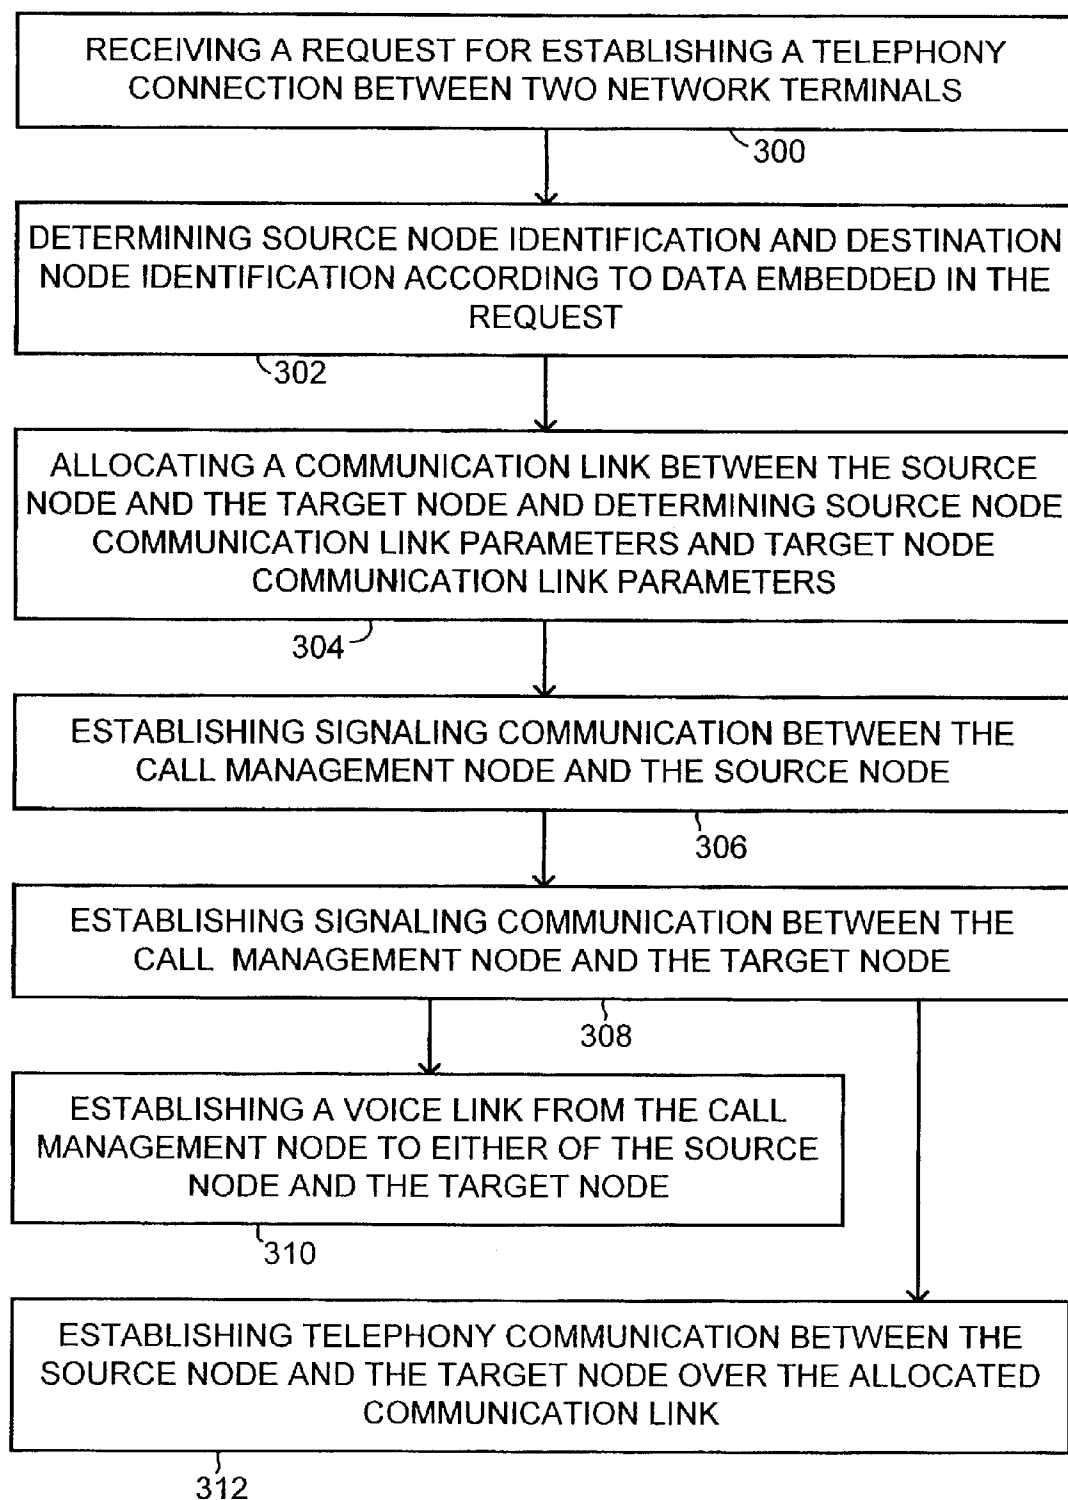 RECEIVING A REQUEST FOR ESTABLISHING A TELEPHONY
CONNECTION BETWEEN TWO NETWORK TERMINALS
300
DETERMINING SOURCE NODE IDENTIFICATION AND DESTINATION
NODE IDENTIFICATION ACCORDING TO DATA EMBEDDED IN THE
REQUEST
302
ALLOCATING A COMMUNICATION LINK BETWEEN THE SOURCE
NODE AND THE TARGET NODE AND DETERMINING SOURCE NODE
COMMUNICATION LINK PARAMETERS AND TARGET NODE
COMMUNICATION LINK PARAMETERS
304
ESTABLISHING SIGNALING COMMUNICATION BETWEEN THE
CALL MANAGEMENT NODE AND THE SOURCE NODE
306
ESTABLISHING SIGNALING COMMUNICATION BETWEEN THE
CALL MANAGEMENT NODE AND THE TARGET NODE
308
ESTABLISHING A VOICE LINK FROM THE CALL
MANAGEMENT NODE TO EITHER OF THE SOURCE
NODE AND THE TARGET NODE
310
ESTABLISHING TELEPHONY COMMUNICATION BETWEEN THE
SOURCE NODE AND THE TARGET NODE OVER THE ALLOCATED
COMMUNICATION LINK
312